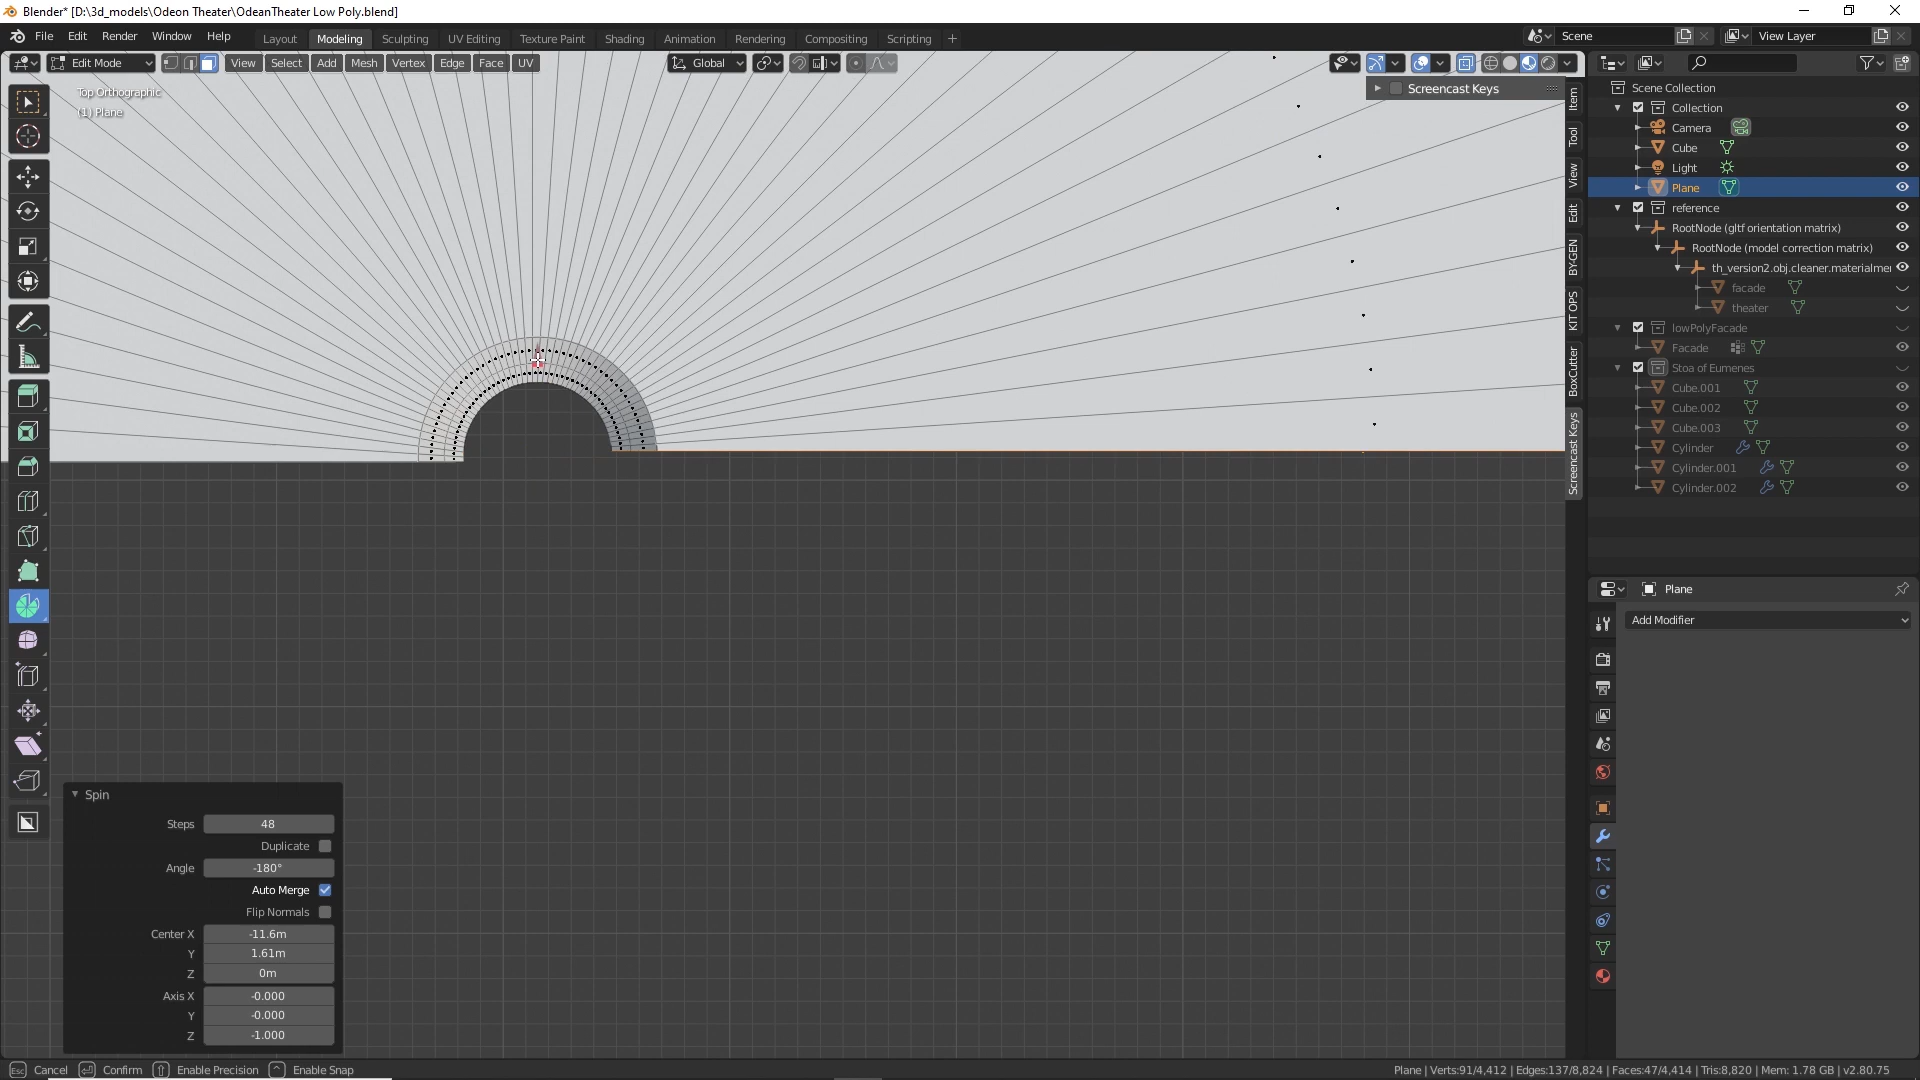 Blender* [D:\3d_models\Odeon Theater\OdeanTheater Low Poly.blend]
File Edit Render Window Help
Layout Modeling Sculpting UV Editing Texture Paint Shading Animation Rendering Compositing Scripting +
Scene View Layer
Edit Mode View Select Add Mesh Vertex Edge Face UV Global
Top Orthographic
(1) Plane
Screencast Keys
Item
Tool
View
Edit
BY-GEN
KIT OPS
BoxCutter
Screencast Keys
Scene Collection
Collection
Camera
Cube
Light
Plane
reference
RootNode (gltf orientation matrix)
RootNode (model correction matrix)
th_version2.obj.cleaner.materialme
facade
theater
lowPolyFacade
Facade
Stoa of Eumenes
Cube.001
Cube.002
Cube.003
Cylinder
Cylinder.001
Cylinder.002
Plane
Add Modifier
Spin
Steps 48
Duplicate
Angle -180°
Auto Merge
Flip Normals
Center X -11.6m
Y 1.61m
Z 0m
Axis X -0.000
Y -0.000
Z -1.000
Esc Cancel Confirm Enable Precision Enable Snap
Plane | Verts:91/4,412 | Edges:137/8,824 | Faces:47/4,414 | Tris:8,820 | Mem: 1.78 GB | v2.80.75